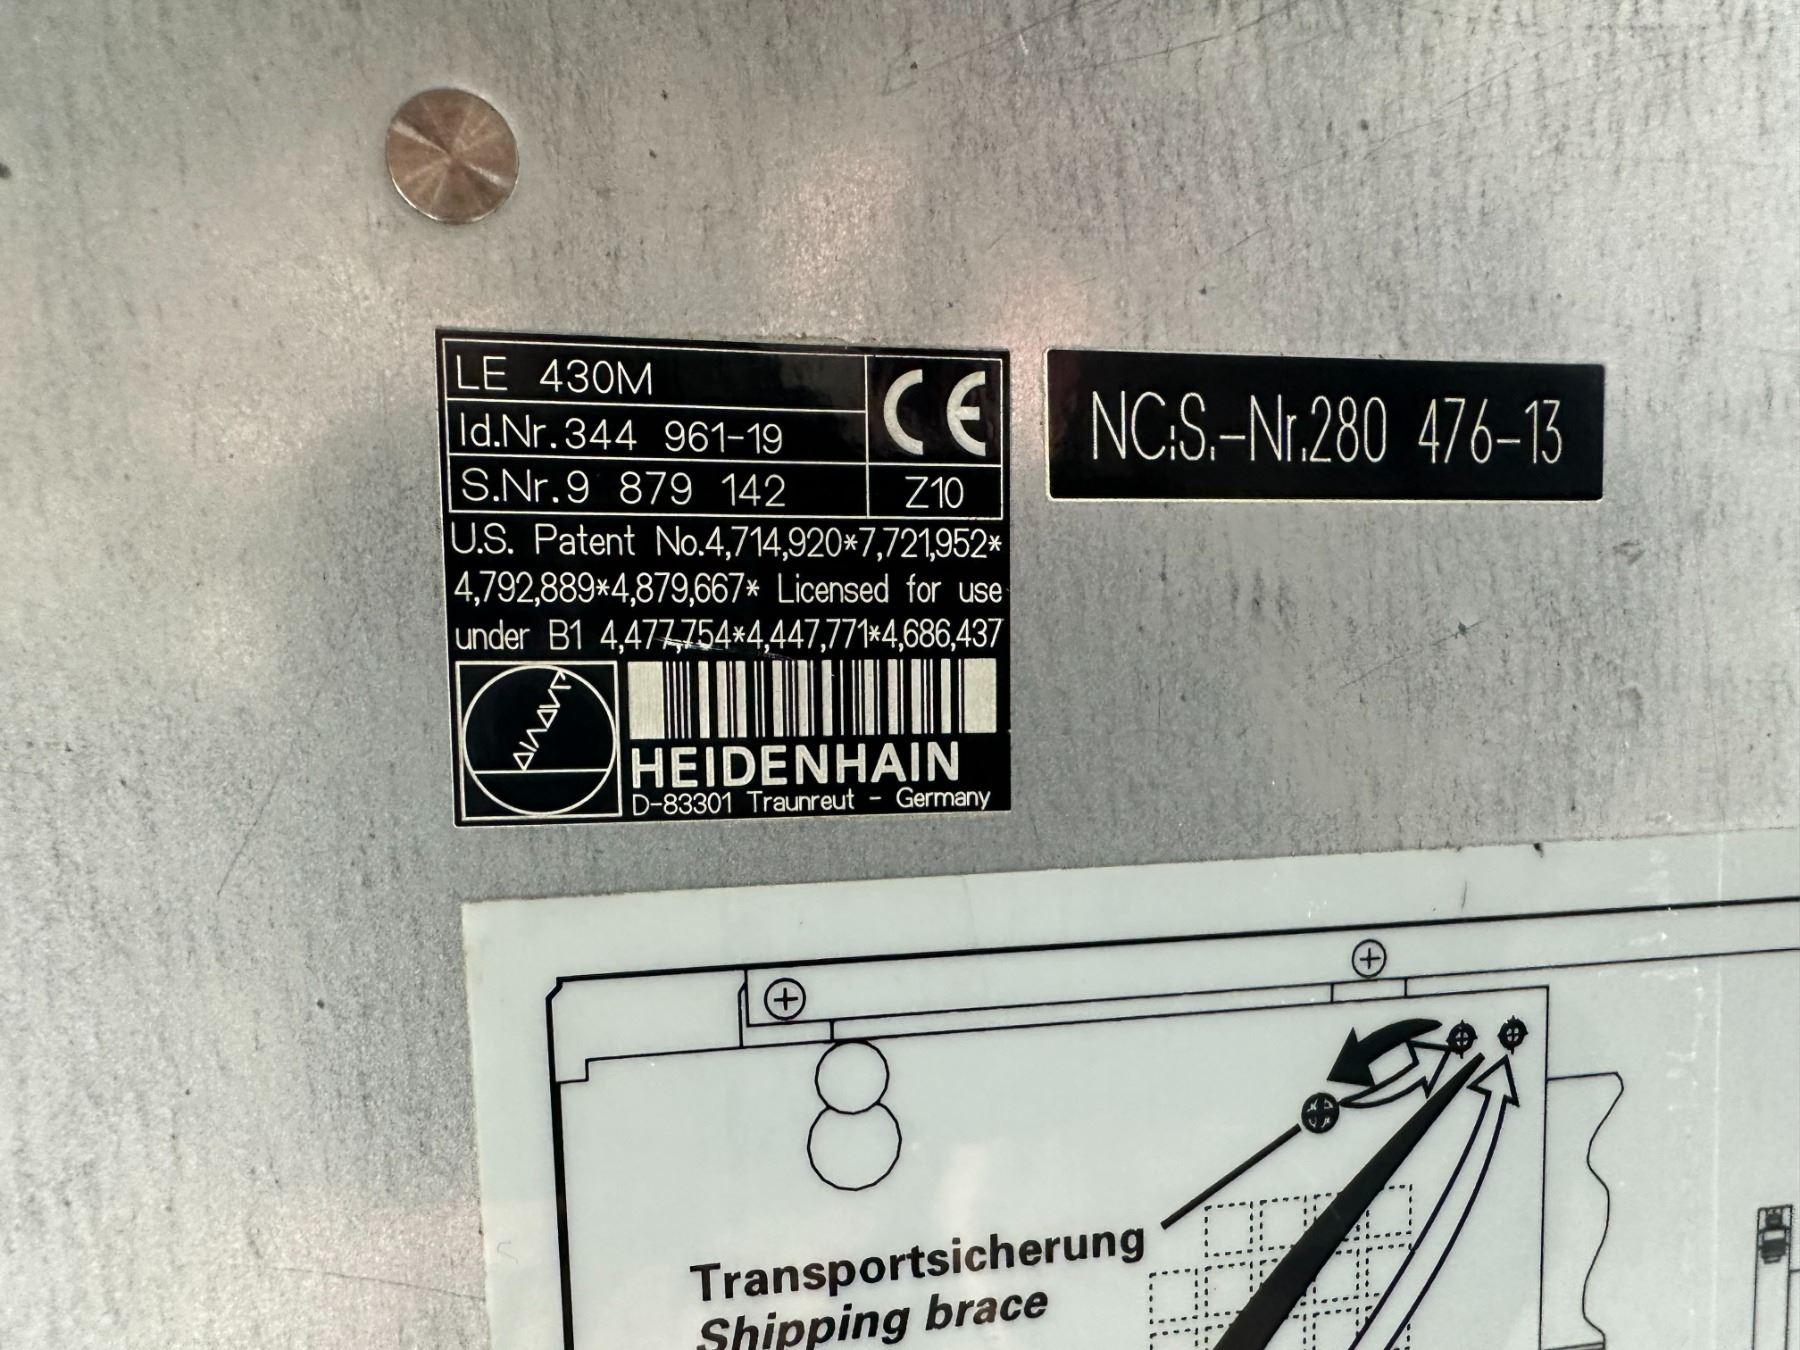 LE 430M
CE
Id.Nr.344 961-19
S.Nr.9 879 142
Z10
U.S. Patent No.4,714,920*7,721,952*
4,792,889*4,879,667* Licensed for use
under B1 4,477,754*4,447,771*4,686,437
HEIDENHAIN
D-83301 Traunreut - Germany
NC:S.-Nr.280 476-13
Transportsicherung
Shipping brace